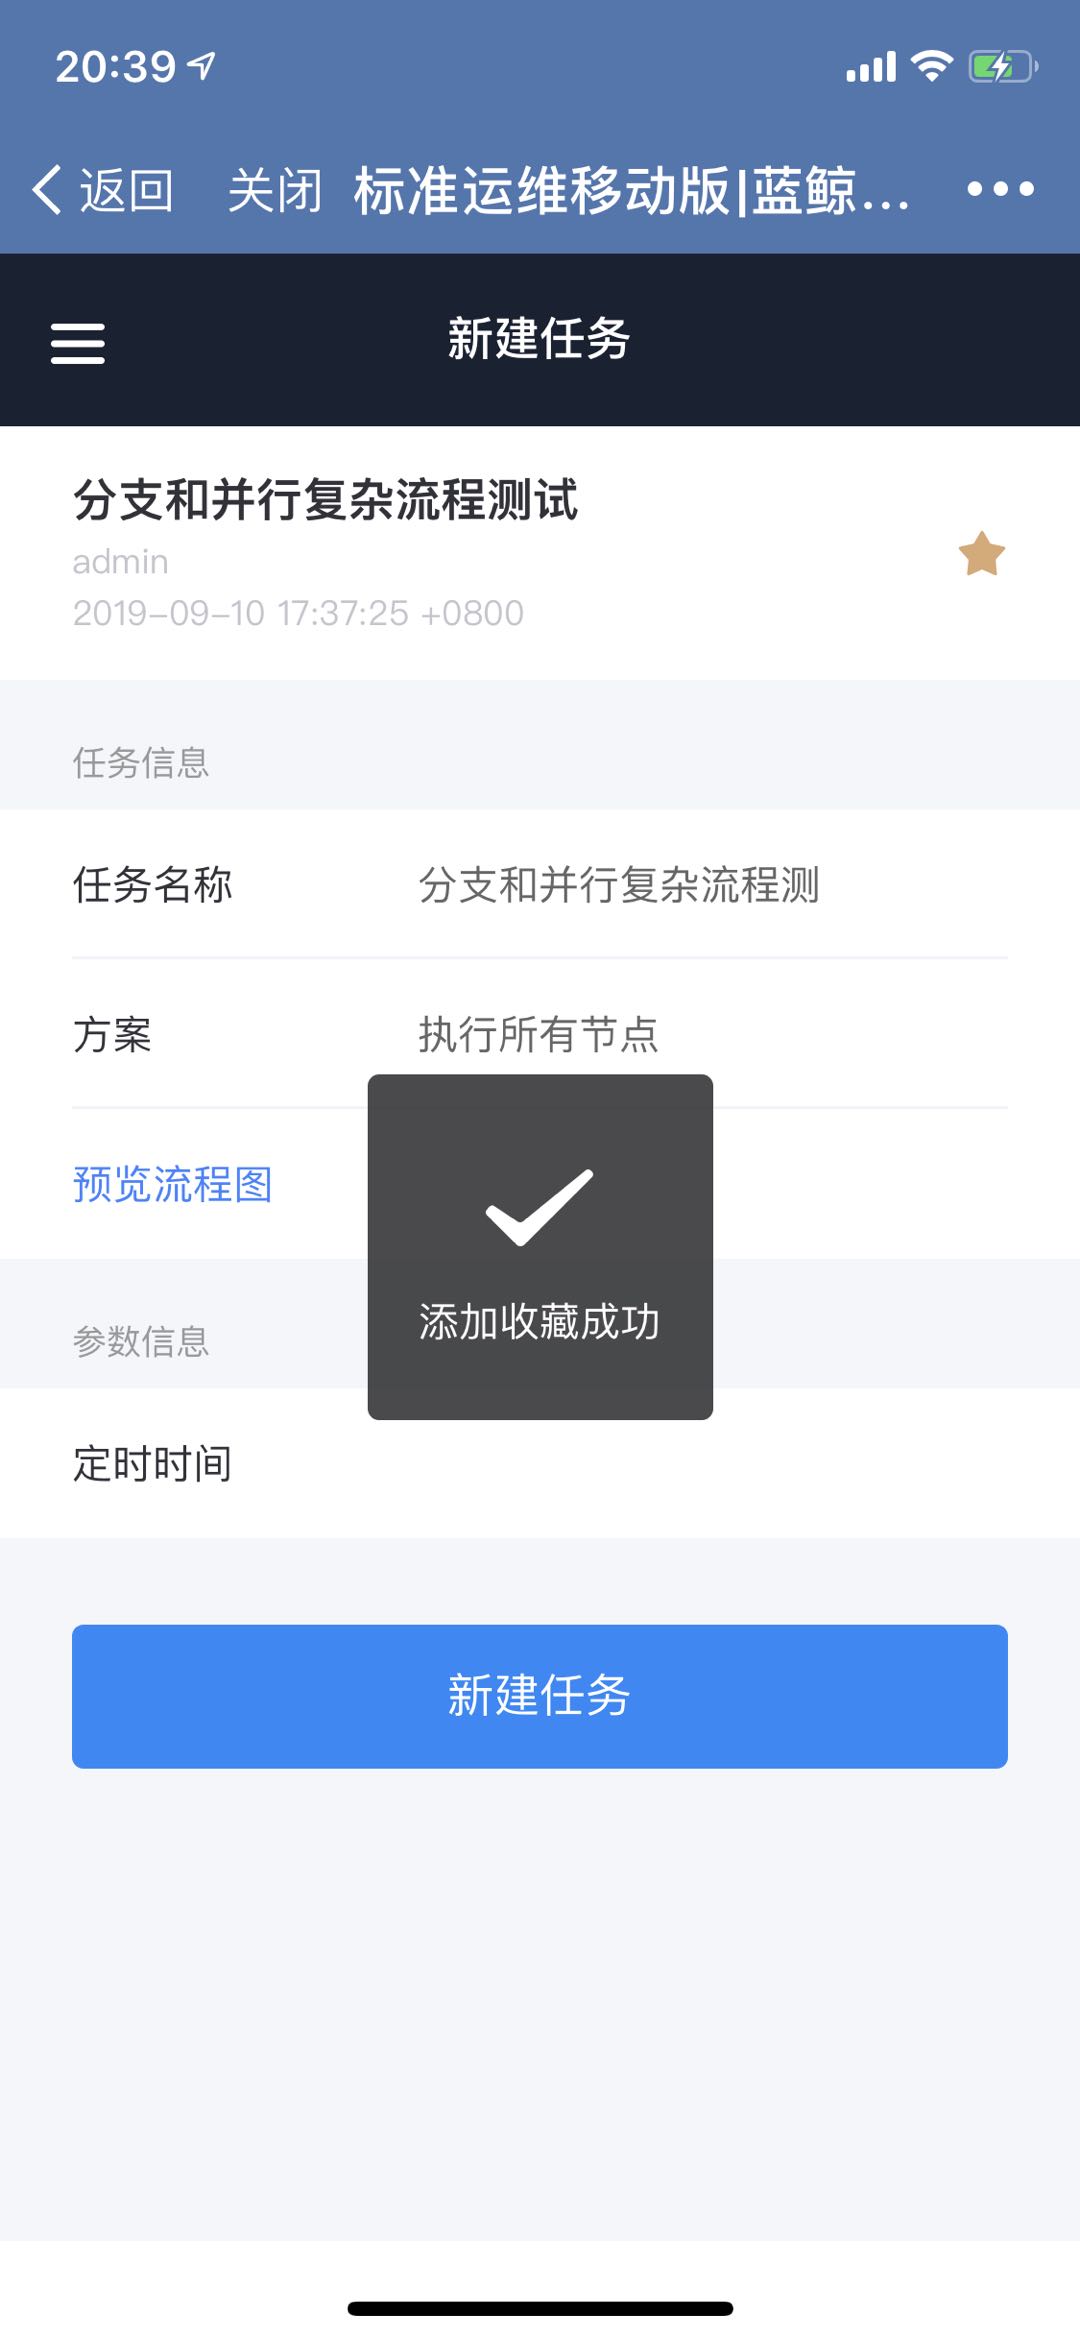 20:39
返回 关闭 标准运维移动版|蓝鲸...
新建任务
分支和并行复杂流程测试
admin
2019-09-10 17:37:25 +0800
任务信息
任务名称 分支和并行复杂流程测
方案 执行所有节点
预览流程图
添加收藏成功
参数信息
定时时间
新建任务